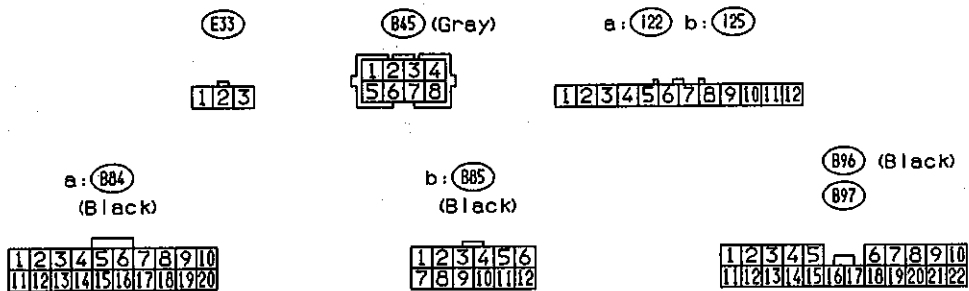 E33 B45 (Gray) a: i22 b: i25
1 2 3
1 2 3 4
5 6 7 8
1 2 3 4 5 6 7 8 9 10 11 12
a: B84
(Black)
b: B85
(Black)
B96 (Black)
B97
1 2 3 4 5 6 7 8 9 10
11 12 13 14 15 16 17 18 19 20
1 2 3 4 5 6
7 8 9 10 11 12
1 2 3 4 5 6 7 8 9 10
11 12 13 14 15 16 17 18 19 20 21 22